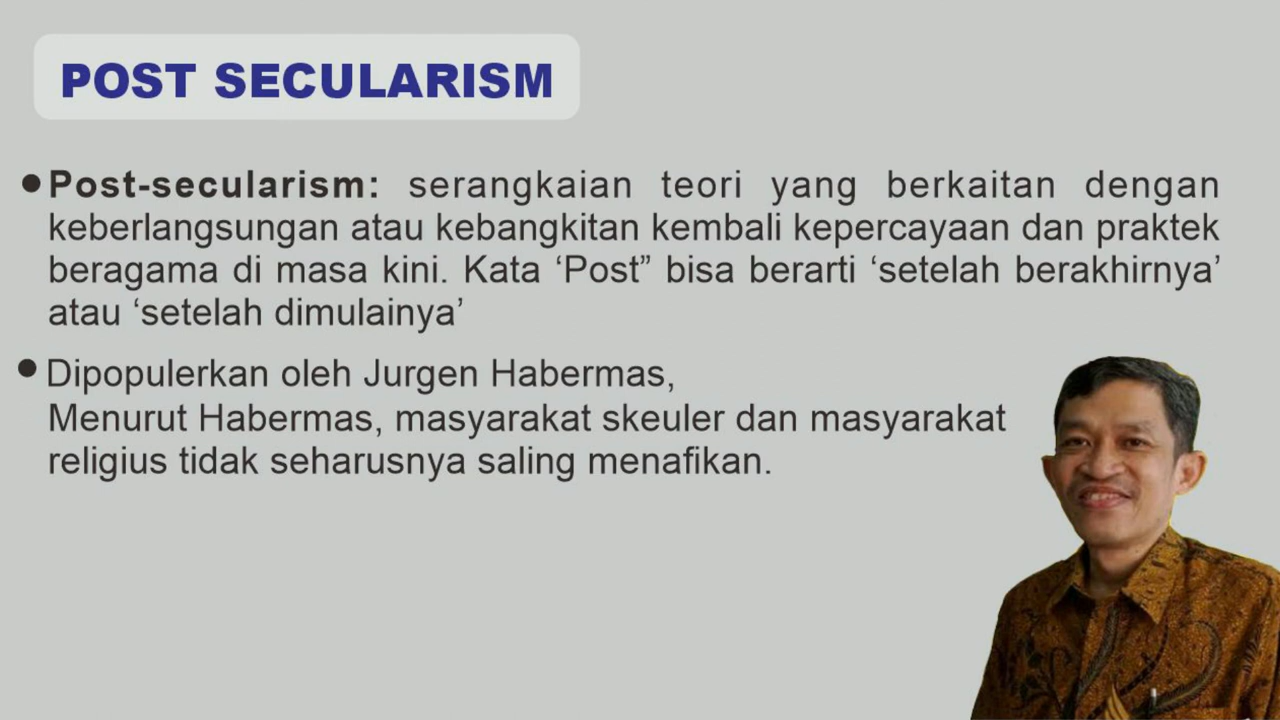 POST SECULARISM
●Post-secularism: serangkaian teori yang berkaitan dengan
keberlangsungan atau kebangkitan kembali kepercayaan dan praktek
beragama di masa kini. Kata ‘Post” bisa berarti ‘setelah berakhirnya’
atau ‘setelah dimulainya’
●Dipopulerkan oleh Jurgen Habermas,
Menurut Habermas, masyarakat skeuler dan masyarakat
religius tidak seharusnya saling menafikan.